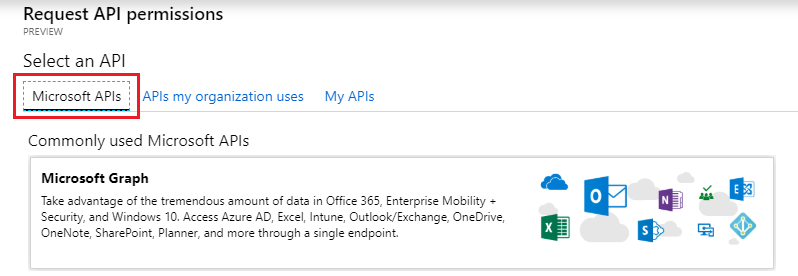 Request API permissions
PREVIEW
Select an API
Microsoft APIs APIs my organization uses My APIs
Commonly used Microsoft APIs
Microsoft Graph
Take advantage of the tremendous amount of data in Office 365, Enterprise Mobility +
Security, and Windows 10. Access Azure AD, Excel, Intune, Outlook/Exchange, OneDrive,
OneNote, SharePoint, Planner, and more through a single endpoint.